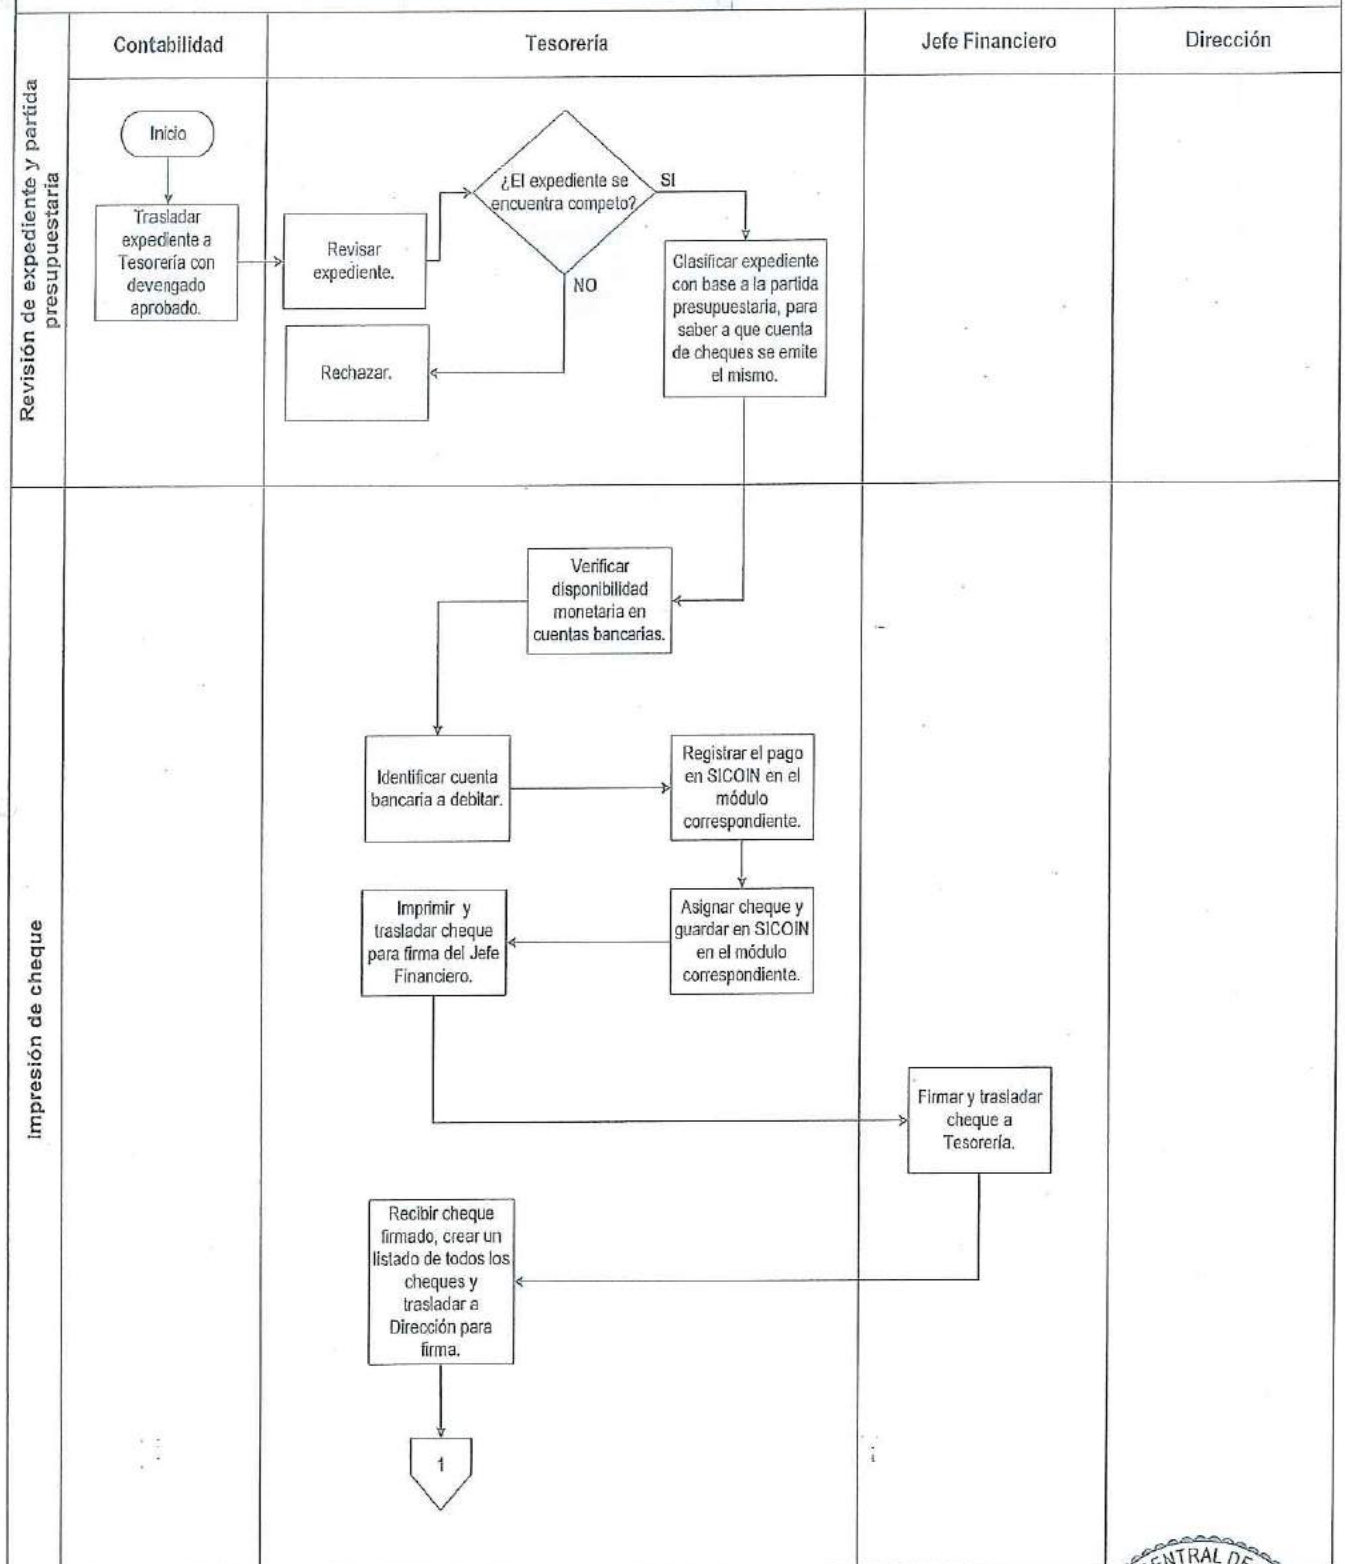 Contabilidad
Tesorería
Jefe Financiero
Dirección
Revisión de expediente y partida
presupuestaria
Inicio
Trasladar
expediente a
Tesorería con
devengado
aprobado.
Revisar
expediente.
¿El expediente se
encuentra competo?
SI
NO
Rechazar.
Clasificar expediente
con base a la partida
presupuestaria, para
saber a que cuenta
de cheques se emite
el mismo.
Impresión de cheque
Verificar
disponibilidad
monetaria en
cuentas bancarias.
Identificar cuenta
bancaria a debitar.
Registrar el pago
en SICOIN en el
módulo
correspondiente.
Asignar cheque y
guardar en SICOIN
en el módulo
correspondiente.
Imprimir y
trasladar cheque
para firma del Jefe
Financiero.
Firmar y trasladar
cheque a
Tesorería.
Recibir cheque
firmado, crear un
listado de todos los
cheques y
trasladar a
Dirección para
firma.
1
ENTRAL DE